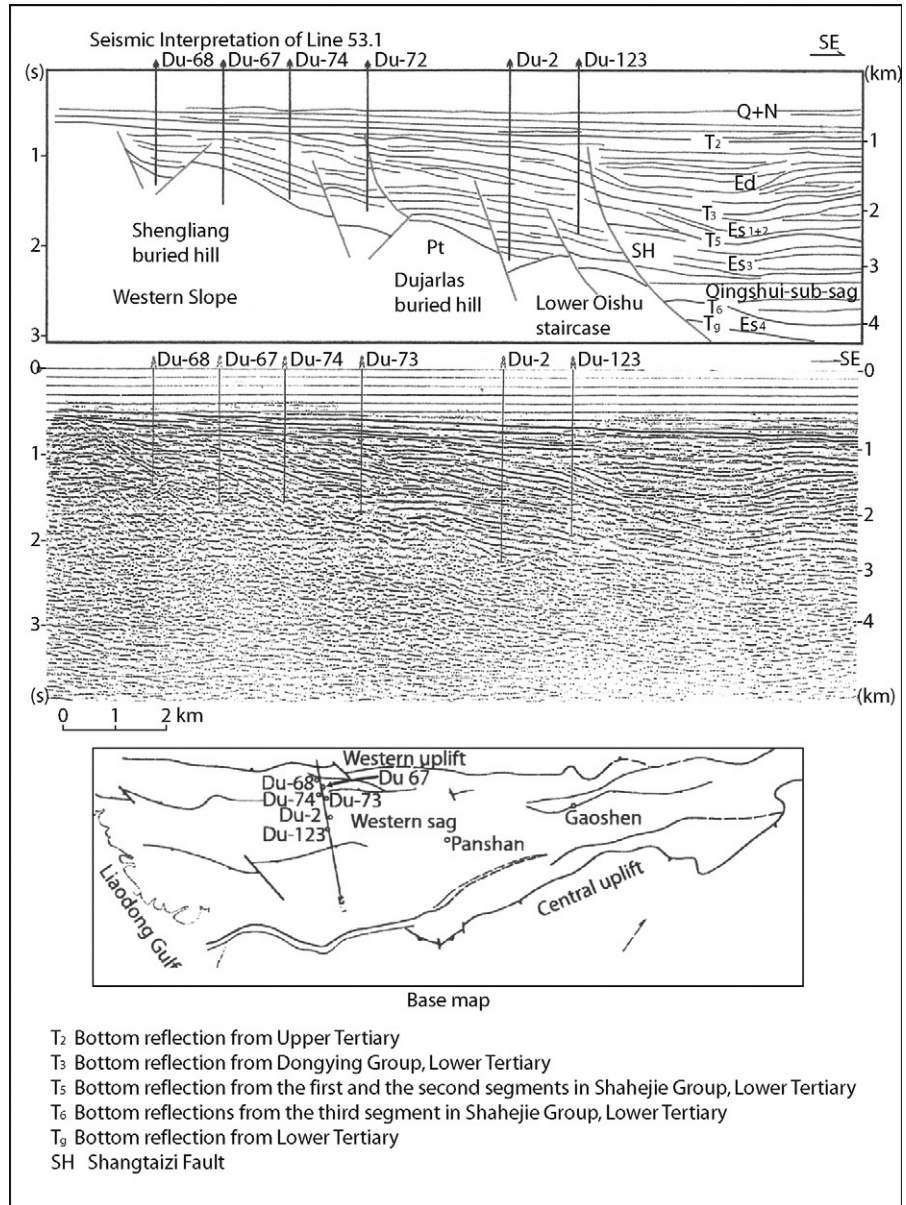 Seismic Interpretation of Line 53.1
SE
(s) Du-68 Du-67 Du-74 Du-72 Du-2 Du-123 (km)
Q+N
T2 1
1 Ed
T3 2
Es1+2
Shengliang buried hill
2 Pt SH T5
Es3 3
Dujarlas buried hill
Western Slope
Qingshui-sub-sag
Lower Oishu staircase
T6
3 Tg Es4 4
Du-68 Du-67 Du-74 Du-73 Du-2 Du-123 SE
0 0
1 1
2 2
3
3 4
(s) (km)
0 1 2 km
Western uplift
Du-68 Du 67
Du-74 Du-73
Du-2 Western sag Gaoshen
Du-123 Panshan
Liaodong Gulf
Central uplift
Base map
T2 Bottom reflection from Upper Tertiary
T3 Bottom reflection from Dongying Group, Lower Tertiary
T5 Bottom reflection from the first and the second segments in Shahejie Group, Lower Tertiary
T6 Bottom reflections from the third segment in Shahejie Group, Lower Tertiary
Tg Bottom reflection from Lower Tertiary
SH Shangtaizi Fault